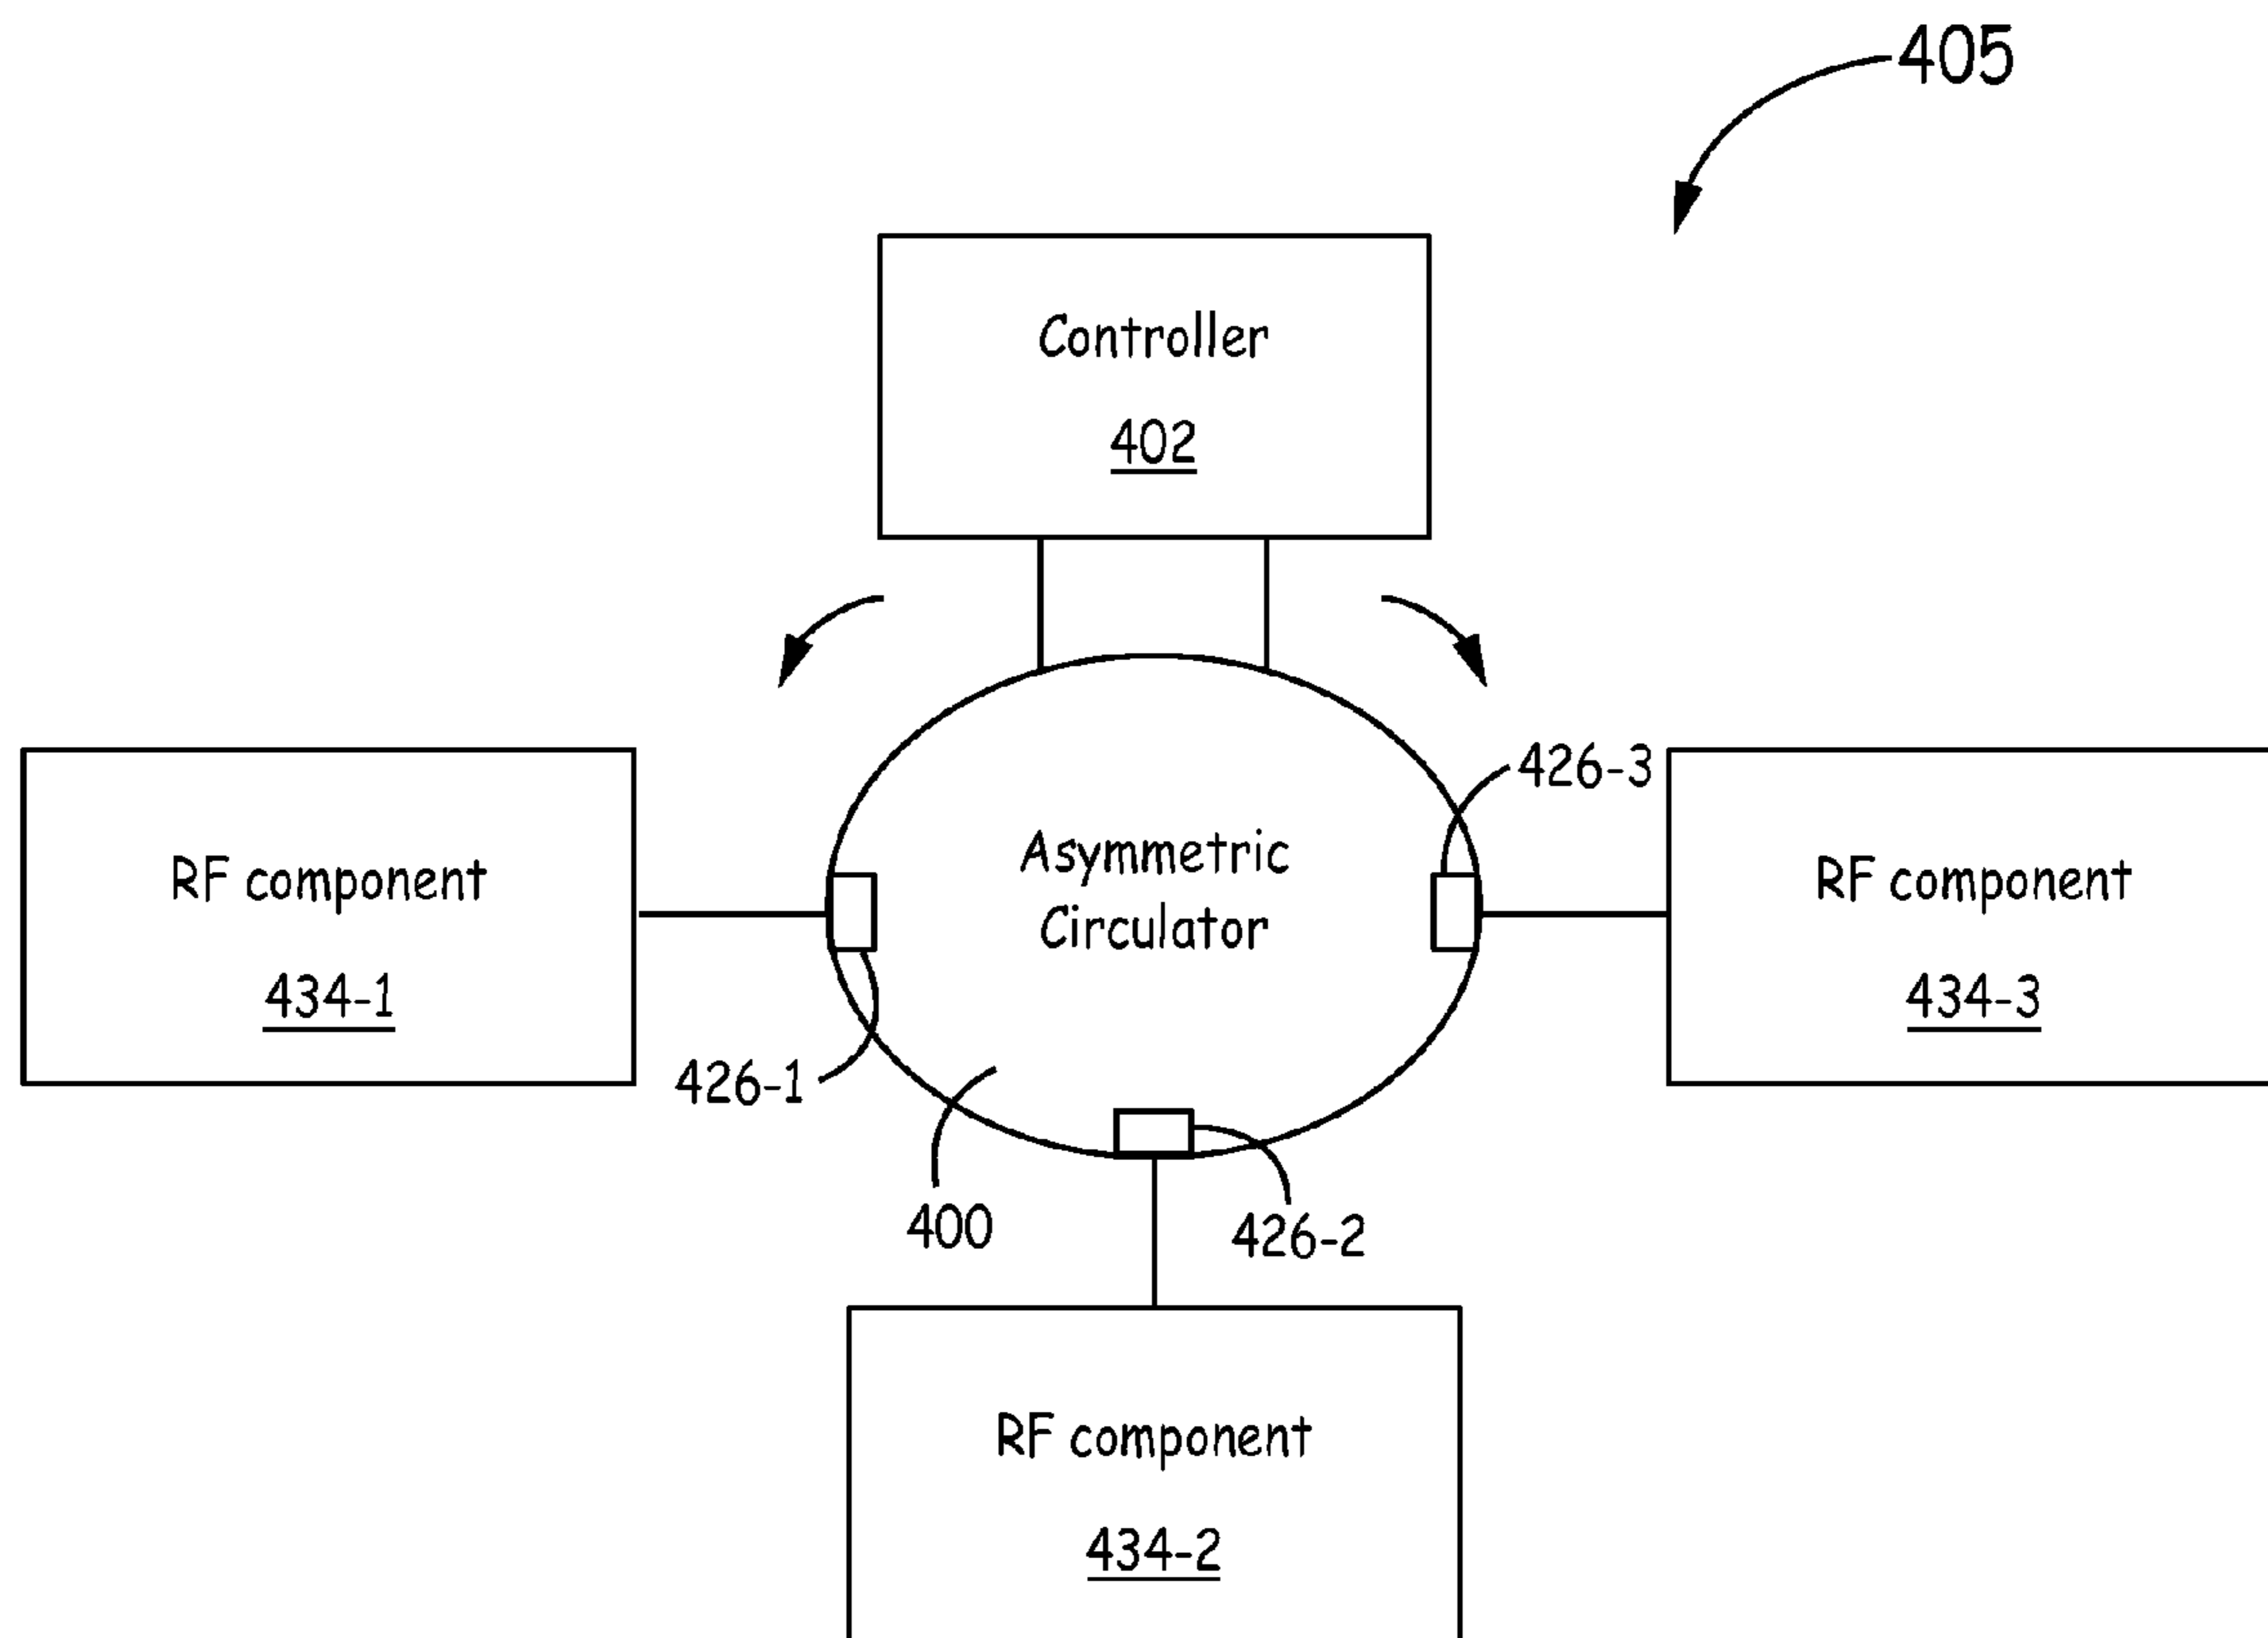 405
Controller
402
426-3
Asymmetric
Circulator
RF component
434-1
RF component
434-3
426-1
400
426-2
RF component
434-2